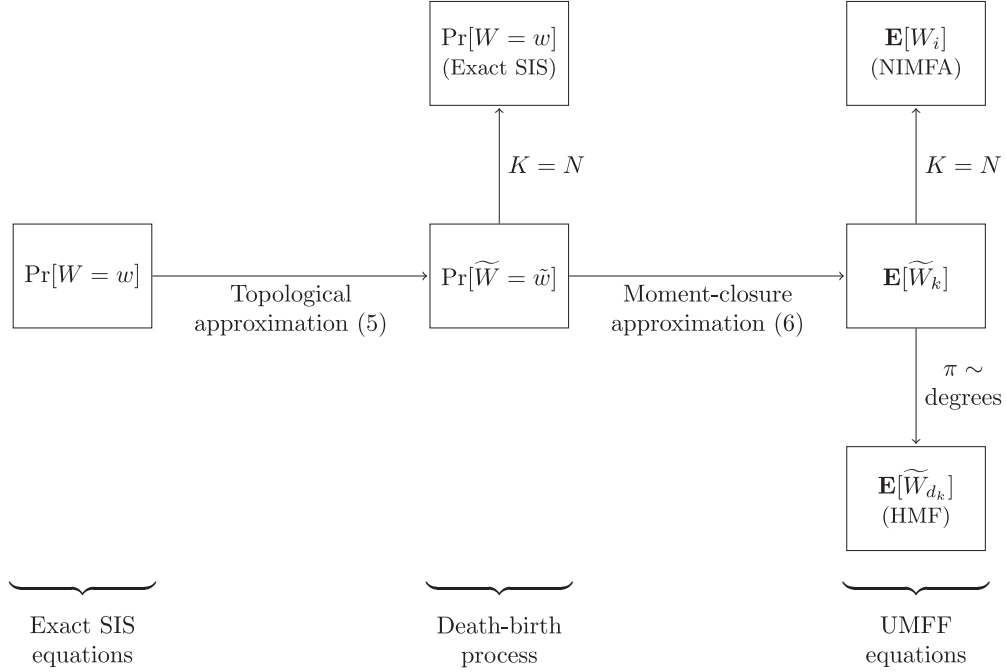 Pr[W = w]
(Exact SIS)
E[W_i]
(NIMFA)
K = N
K = N
Pr[W = w]
Topological
approximation (5)
Pr[W̃ = w̃]
Moment-closure
approximation (6)
E[W̃_k]
π ∼
degrees
E[W̃_{d_k}]
(HMF)
Exact SIS
equations
Death-birth
process
UMFF
equations